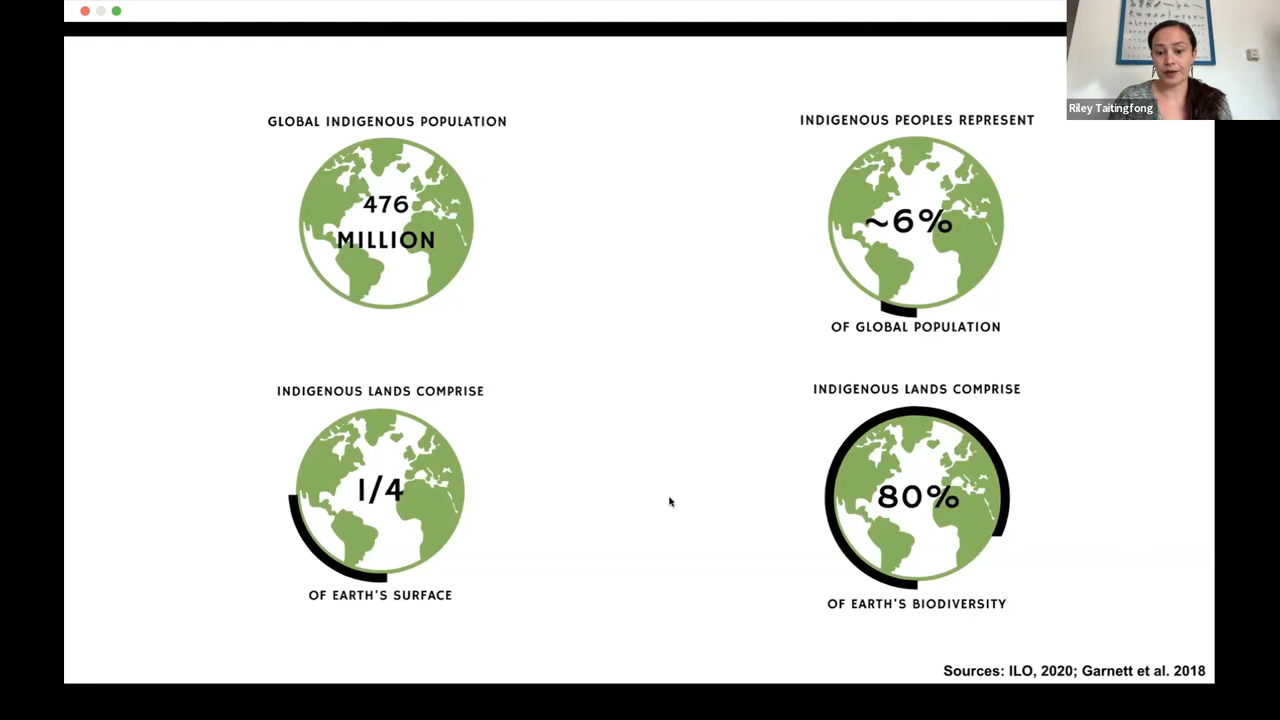 Riley Taitingfong
GLOBAL INDIGENOUS POPULATION
476
MILLION
INDIGENOUS PEOPLES REPRESENT
~6%
OF GLOBAL POPULATION
INDIGENOUS LANDS COMPRISE
1/4
OF EARTH'S SURFACE
INDIGENOUS LANDS COMPRISE
80%
OF EARTH'S BIODIVERSITY
Sources: ILO, 2020; Garnett et al. 2018